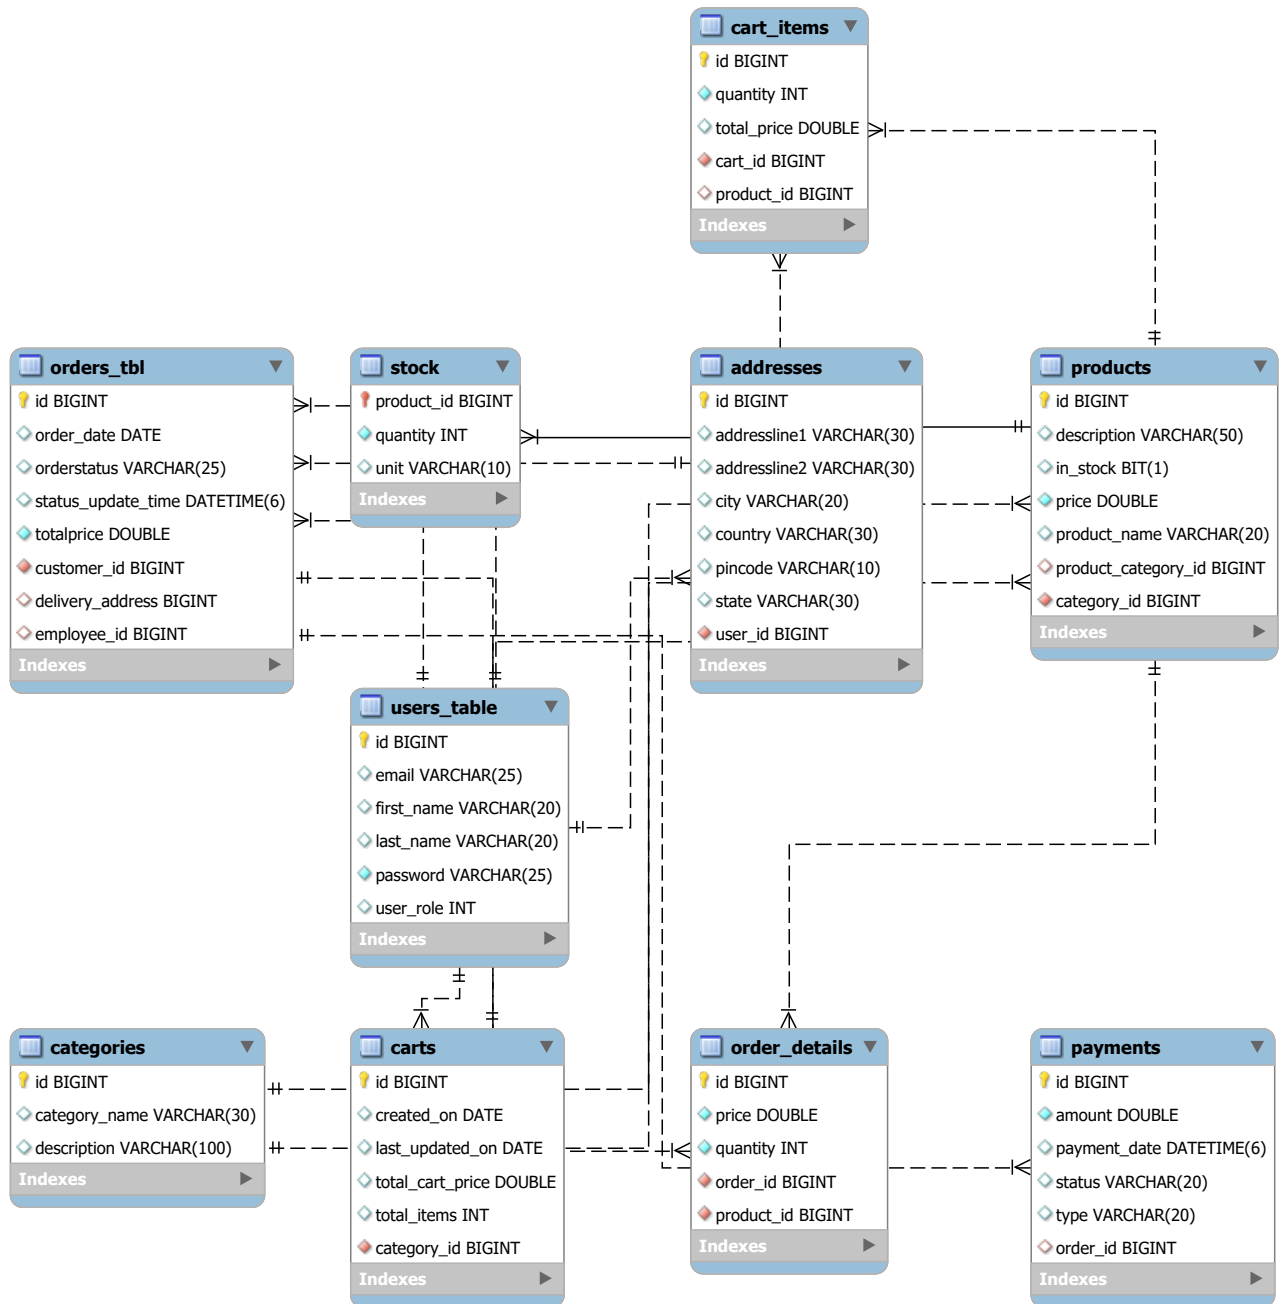 cart_items
id BIGINT
quantity INT
total_price DOUBLE
cart_id BIGINT
product_id BIGINT
Indexes
orders_tbl
id BIGINT
order_date DATE
orderstatus VARCHAR(25)
status_update_time DATETIME(6)
totalprice DOUBLE
customer_id BIGINT
delivery_address BIGINT
employee_id BIGINT
Indexes
stock
product_id BIGINT
quantity INT
unit VARCHAR(10)
Indexes
addresses
id BIGINT
addressline1 VARCHAR(30)
addressline2 VARCHAR(30)
city VARCHAR(20)
country VARCHAR(30)
pincode VARCHAR(10)
state VARCHAR(30)
user_id BIGINT
Indexes
products
id BIGINT
description VARCHAR(50)
in_stock BIT(1)
price DOUBLE
product_name VARCHAR(20)
product_category_id BIGINT
category_id BIGINT
Indexes
users_table
id BIGINT
email VARCHAR(25)
first_name VARCHAR(20)
last_name VARCHAR(20)
password VARCHAR(25)
user_role INT
Indexes
categories
id BIGINT
category_name VARCHAR(30)
description VARCHAR(100)
Indexes
carts
id BIGINT
created_on DATE
last_updated_on DATE
total_cart_price DOUBLE
total_items INT
category_id BIGINT
Indexes
order_details
id BIGINT
price DOUBLE
quantity INT
order_id BIGINT
product_id BIGINT
Indexes
payments
id BIGINT
amount DOUBLE
payment_date DATETIME(6)
status VARCHAR(20)
type VARCHAR(20)
order_id BIGINT
Indexes